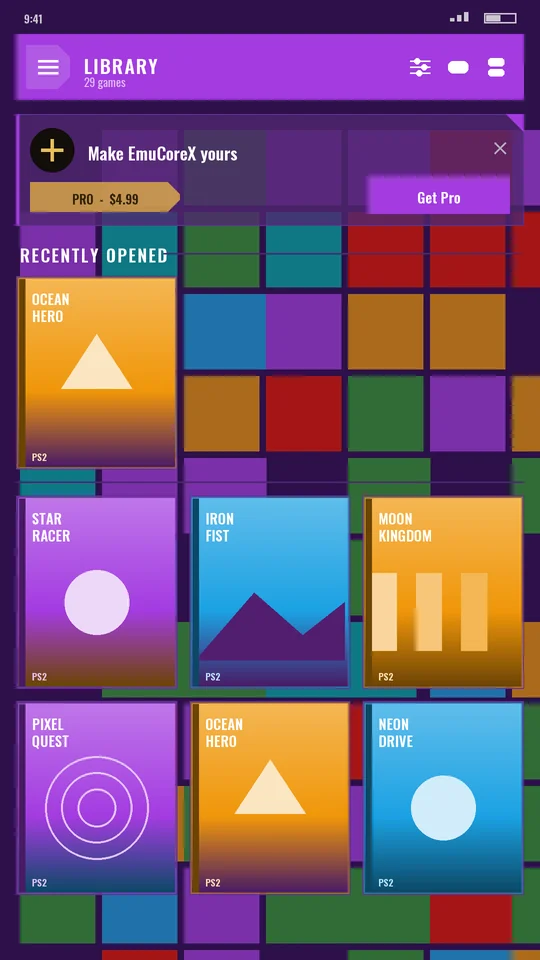 9:41
LIBRARY
29 games
Make EmuCoreX yours
PRO - $4.99
Get Pro
RECENTLY OPENED
OCEAN
HERO
PS2
STAR
RACER
PS2
IRON
FIST
PS2
MOON
KINGDOM
PS2
PIXEL
QUEST
PS2
OCEAN
HERO
PS2
NEON
DRIVE
PS2